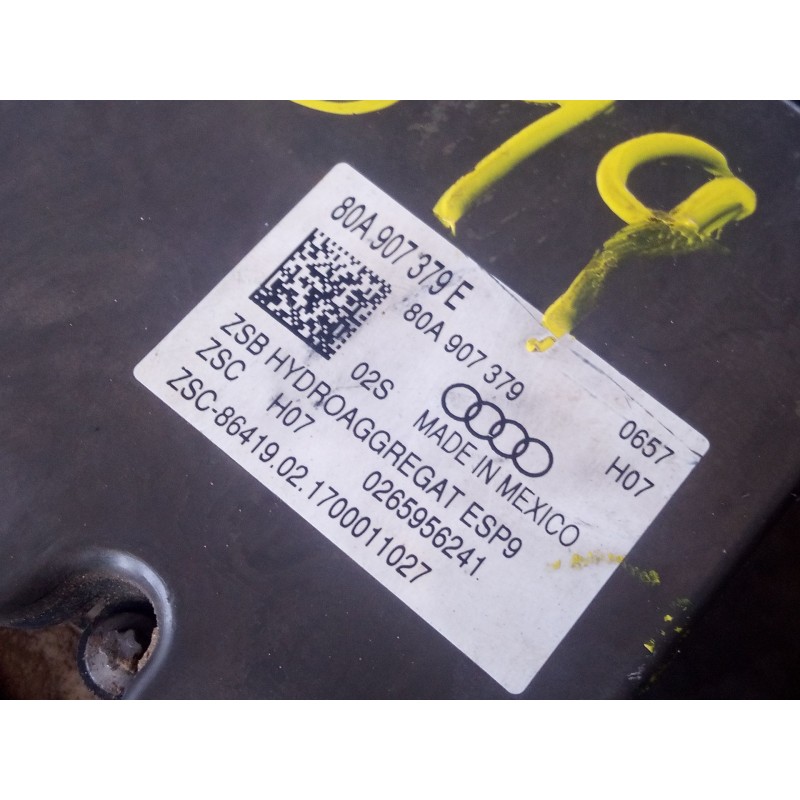 80A 907 379 E
80A 907 379 0657
02S MADE IN MEXICO H07
ZSB HYDROAGGREGAT ESP9
ZSC H07 0265956241
ZSC-86419.02.1700011027